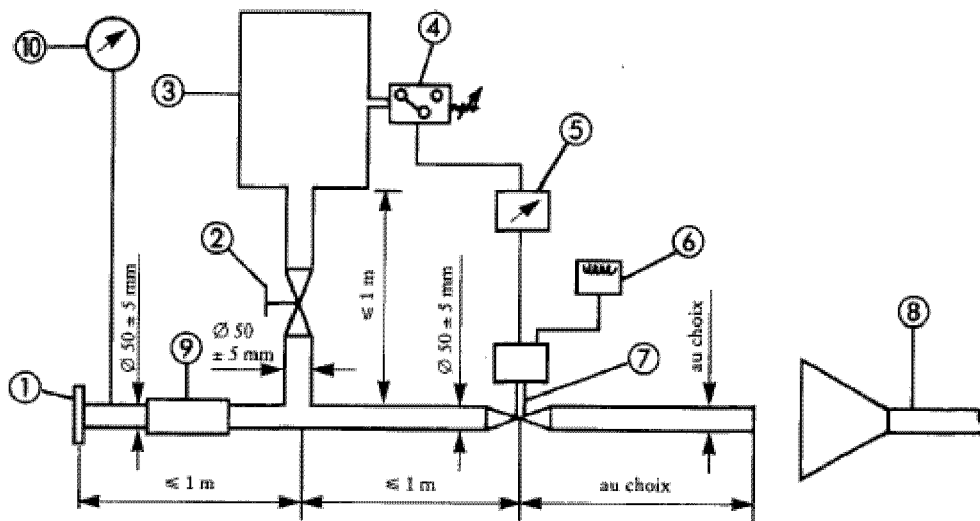 10
4
3
5
2
6
≤ 1 m
Ø 50 ± 5 mm
Ø 50
± 5 mm
Ø 50 ± 5 mm
au choix
8
9
7
1
≤ 1 m
≤ 1 m
au choix